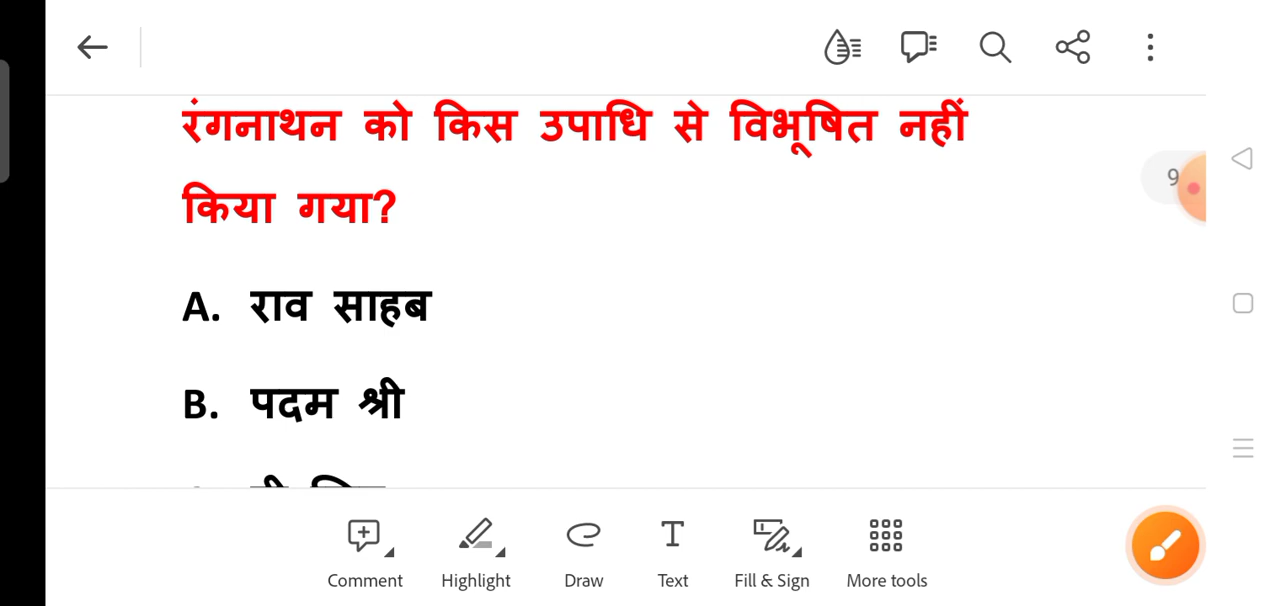 रंगनाथन को किस उपाधि से विभूषित नहीं
किया गया?
9
A. राव साहब
B. पदम श्री
Comment Highlight Draw Text Fill & Sign More tools